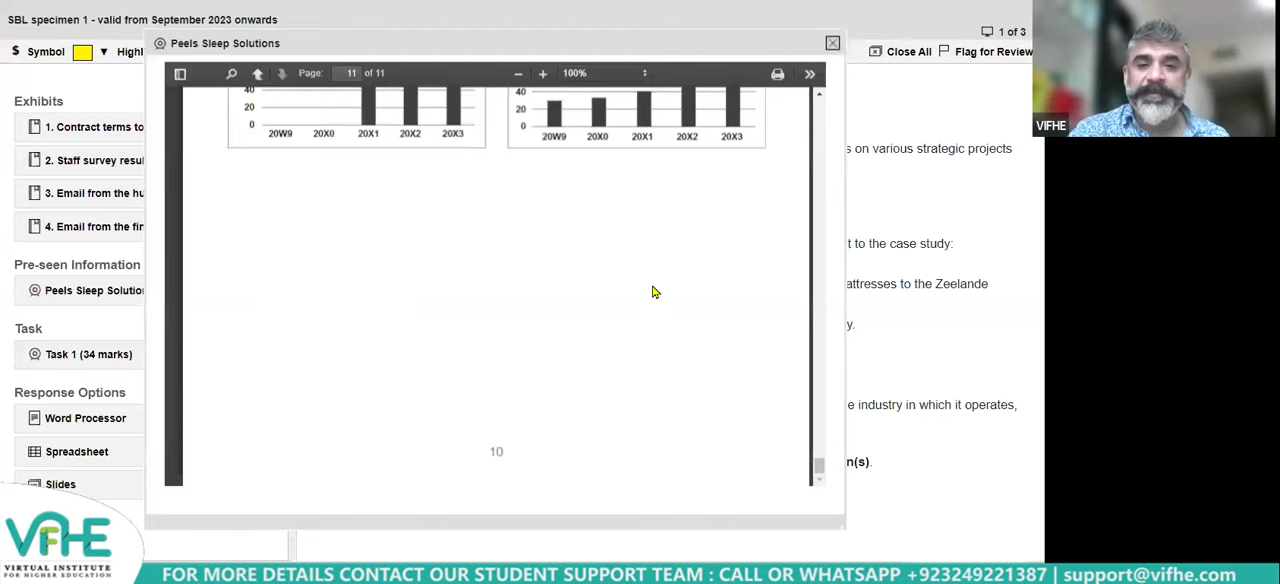 SBL specimen 1 - valid from September 2023 onwards
1 of 3
$ Symbol
Highl
Close All
Flag for Review
Peels Sleep Solutions
Page: 11 of 11
100%
Exhibits
1. Contract terms to
2. Staff survey resul
3. Email from the hu
4. Email from the fin
Pre-seen Information
Peels Sleep Solutio
Task
Task 1 (34 marks)
Response Options
Word Processor
Spreadsheet
Slides
40
20
0
20W9 20X0 20X1 20X2 20X3
40
20
0
20W9 20X0 20X1 20X2 20X3
10
s on various strategic projects
t to the case study:
attresses to the Zeelande
y.
e industry in which it operates,
n(s).
VIFHE
VIFHE
VIRTUAL INSTITUTE
FOR HIGHER EDUCATION
FOR MORE DETAILS CONTACT OUR STUDENT SUPPORT TEAM : CALL OR WHATSAPP +923249221387 | support@vifhe.com